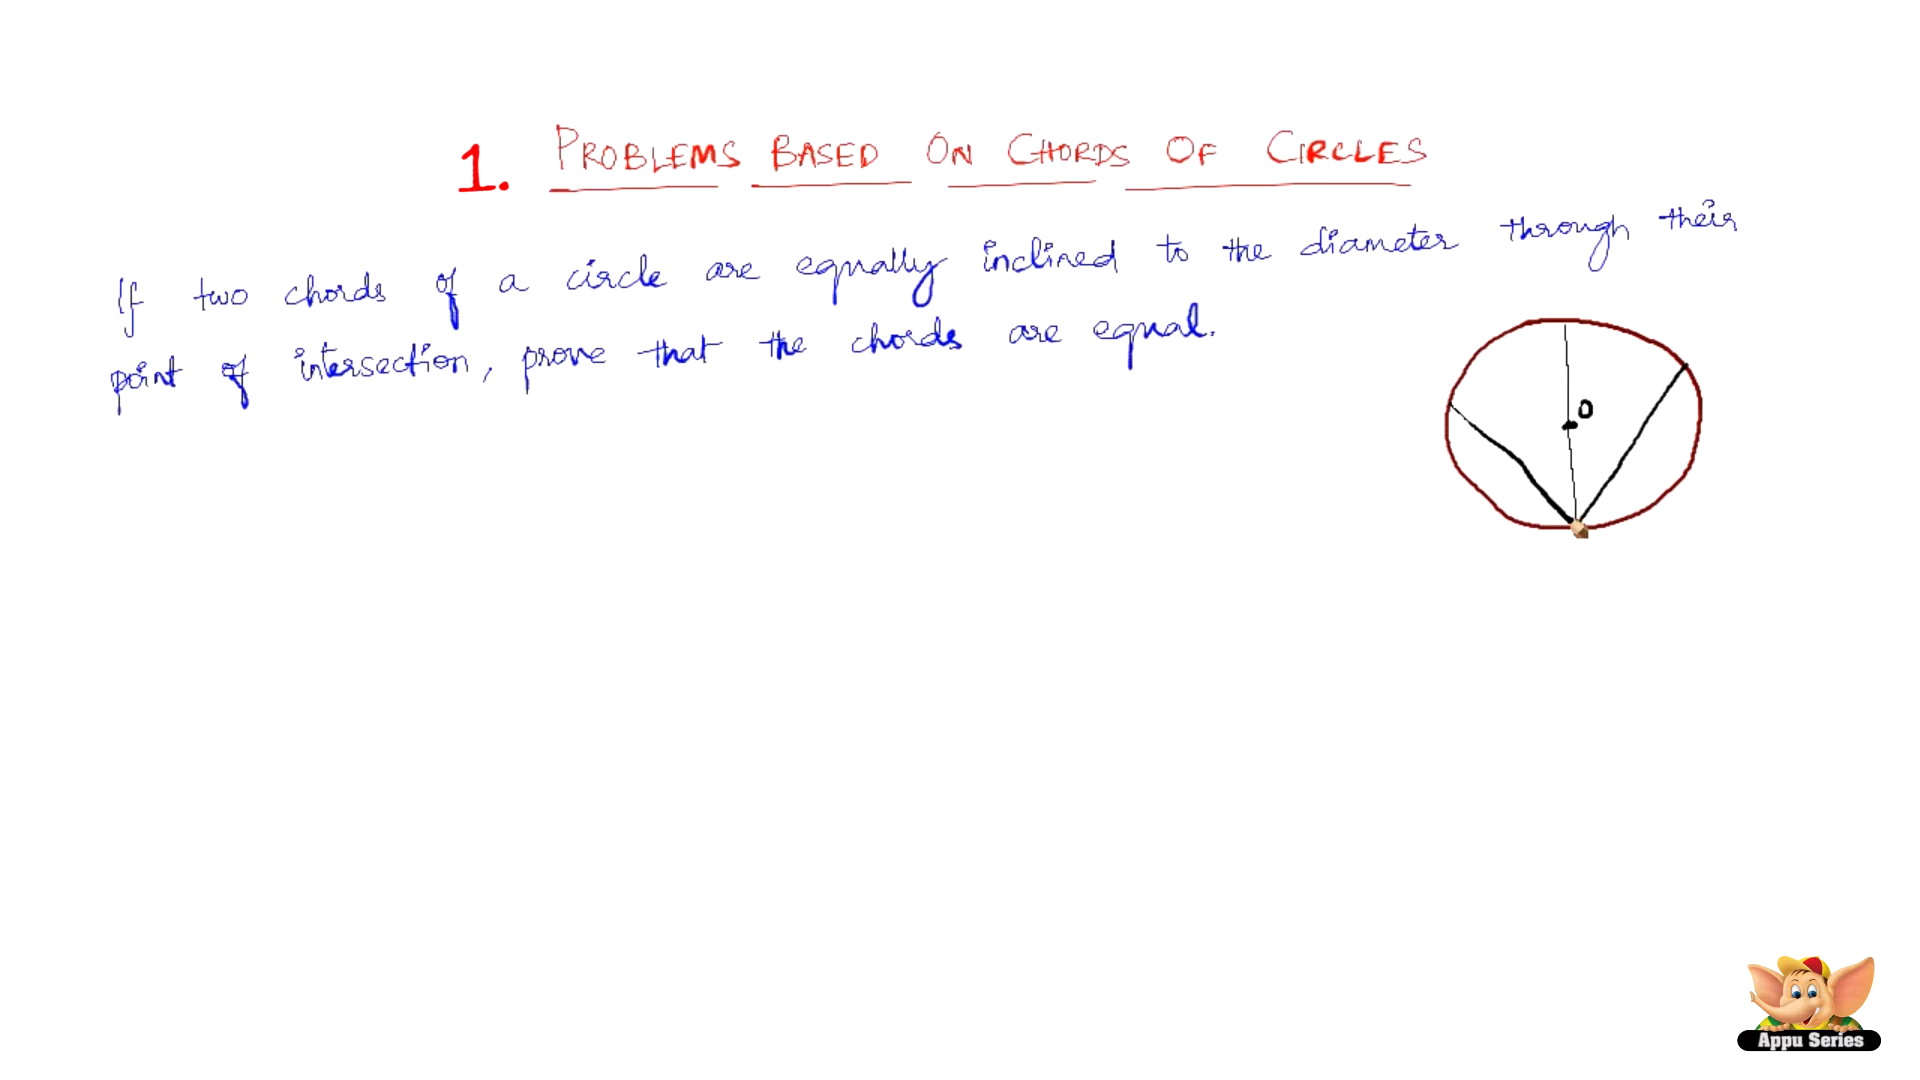 1. PROBLEMS BASED ON CHORDS OF CIRCLES
If two chords of a circle are equally inclined to the diameter through their
point of intersection, prove that the chords are equal.
O
Appu Series